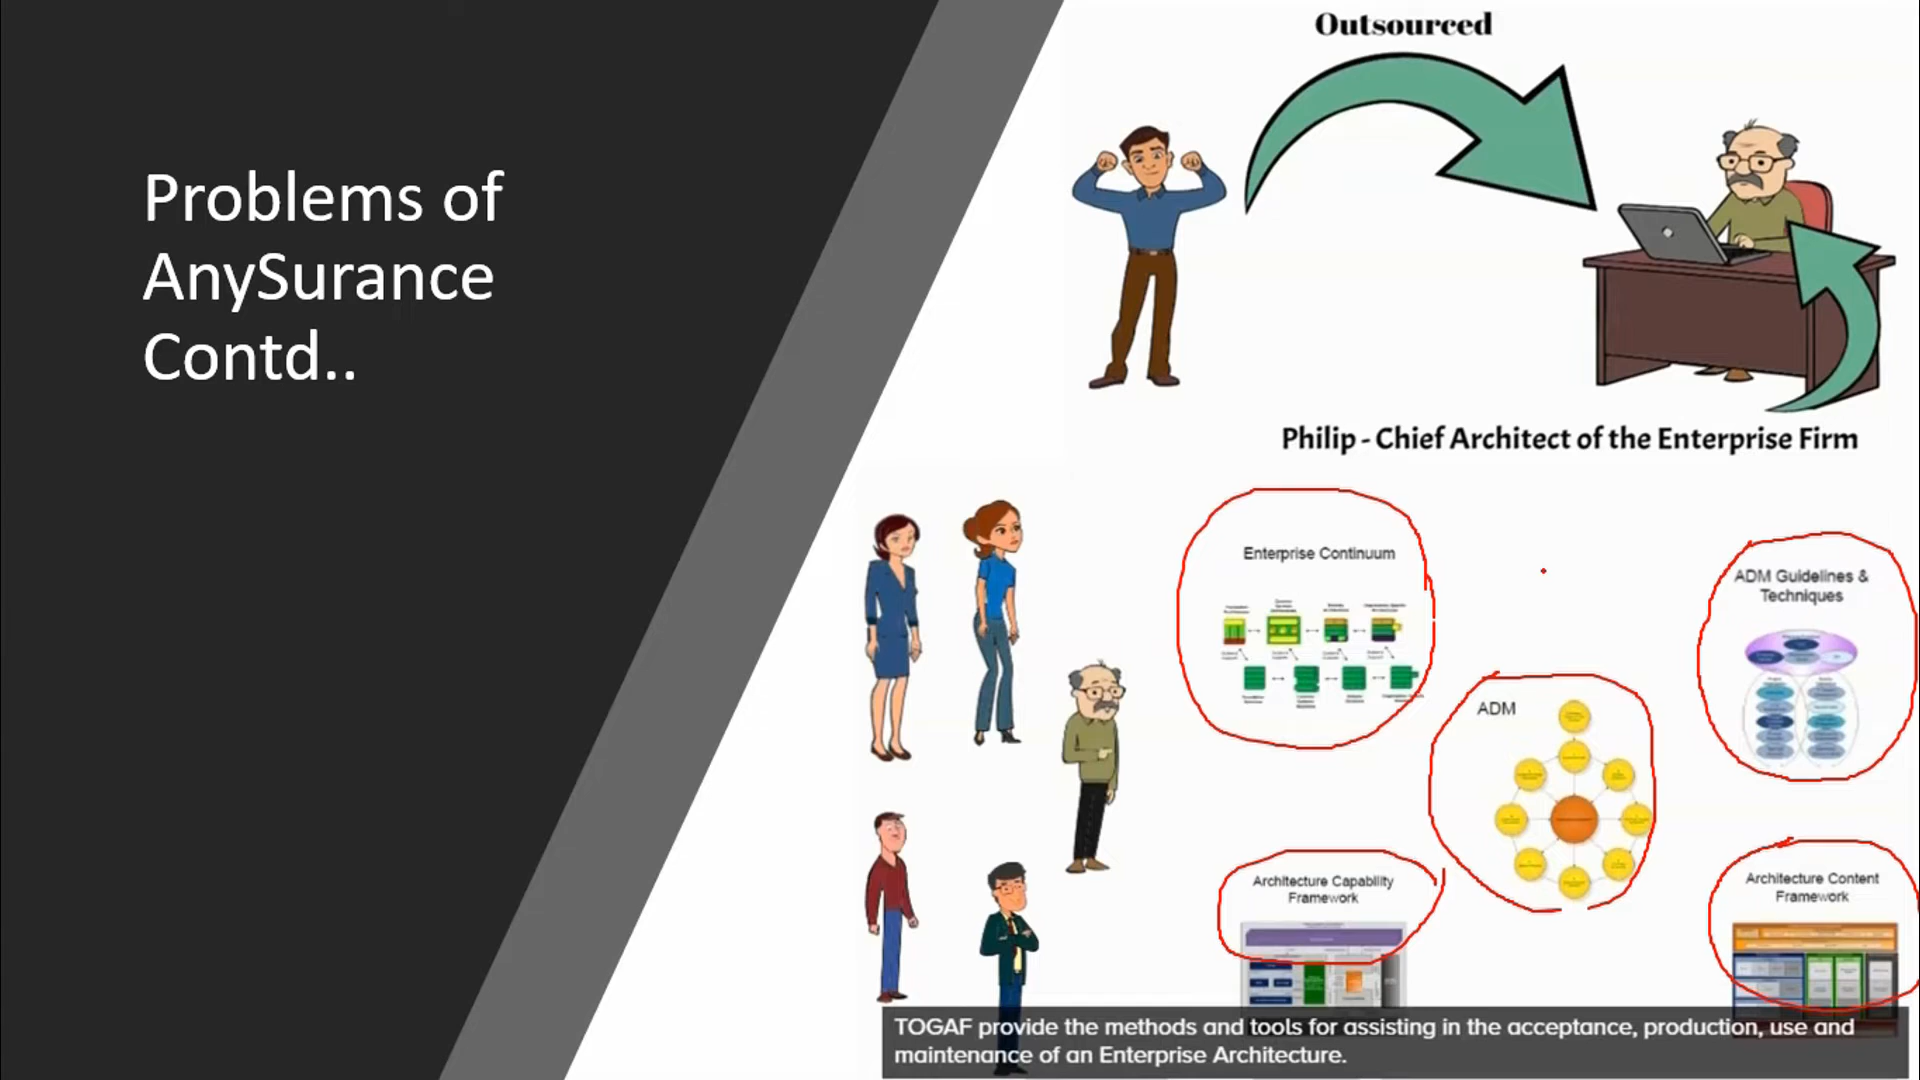 Problems of
AnySurance
Contd..
Outsourced
Philip - Chief Architect of the Enterprise Firm
Enterprise Continuum
ADM Guidelines &
Techniques
ADM
Architecture Capability
Framework
Architecture Content
Framework
TOGAF provide the methods and tools for assisting in the acceptance, production, use and
maintenance of an Enterprise Architecture.